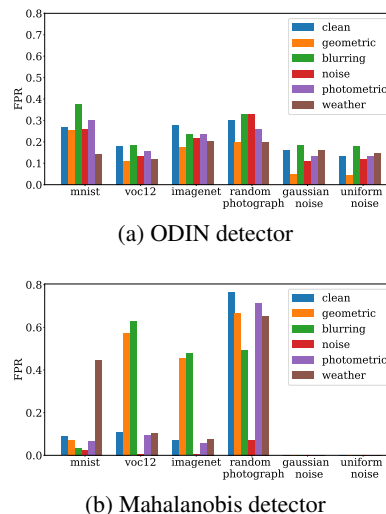 0.8
0.7
0.6
0.5
0.4
0.3
0.2
0.1
0.0
FPR
clean
geometric
blurring
noise
photometric
weather
mnist voc12 imagenet random photograph gaussian noise uniform noise
(a) ODIN detector
0.8
0.6
0.4
0.2
0.0
FPR
clean
geometric
blurring
noise
photometric
weather
mnist voc12 imagenet random photograph gaussian noise uniform noise
(b) Mahalanobis detector